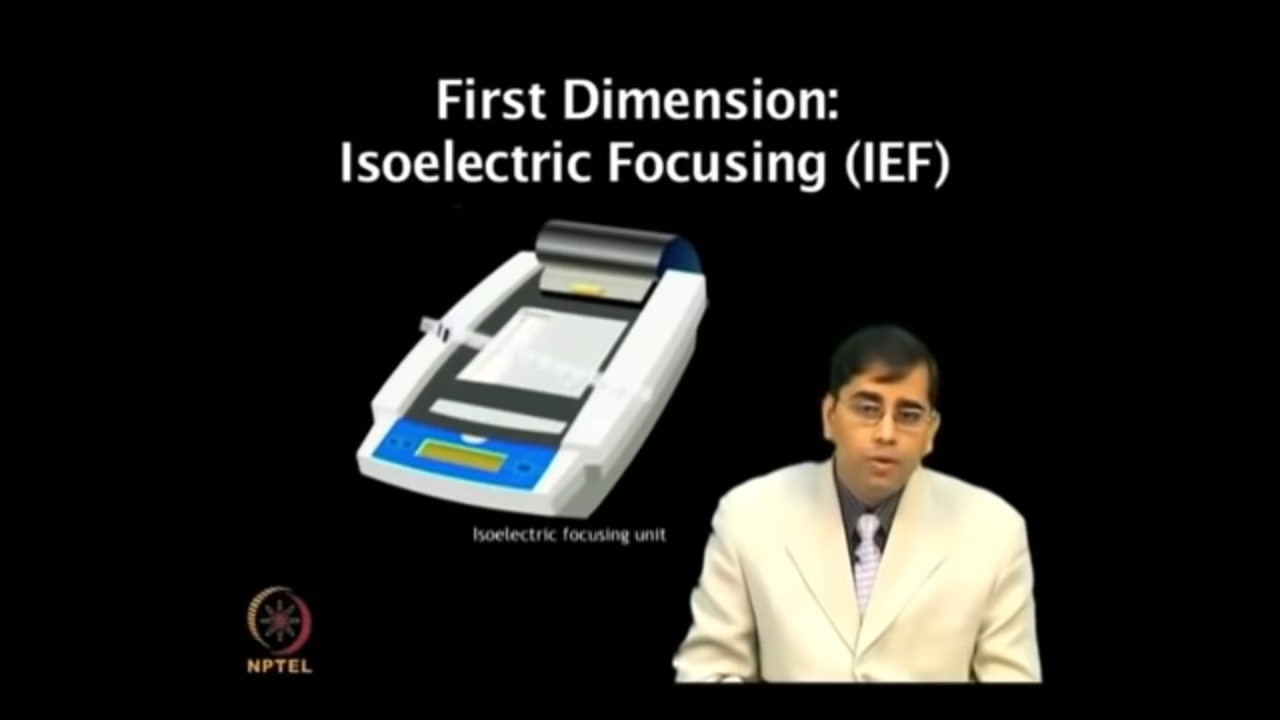 First Dimension:
Isoelectric Focusing (IEF)
Isoelectric focusing unit
NPTEL